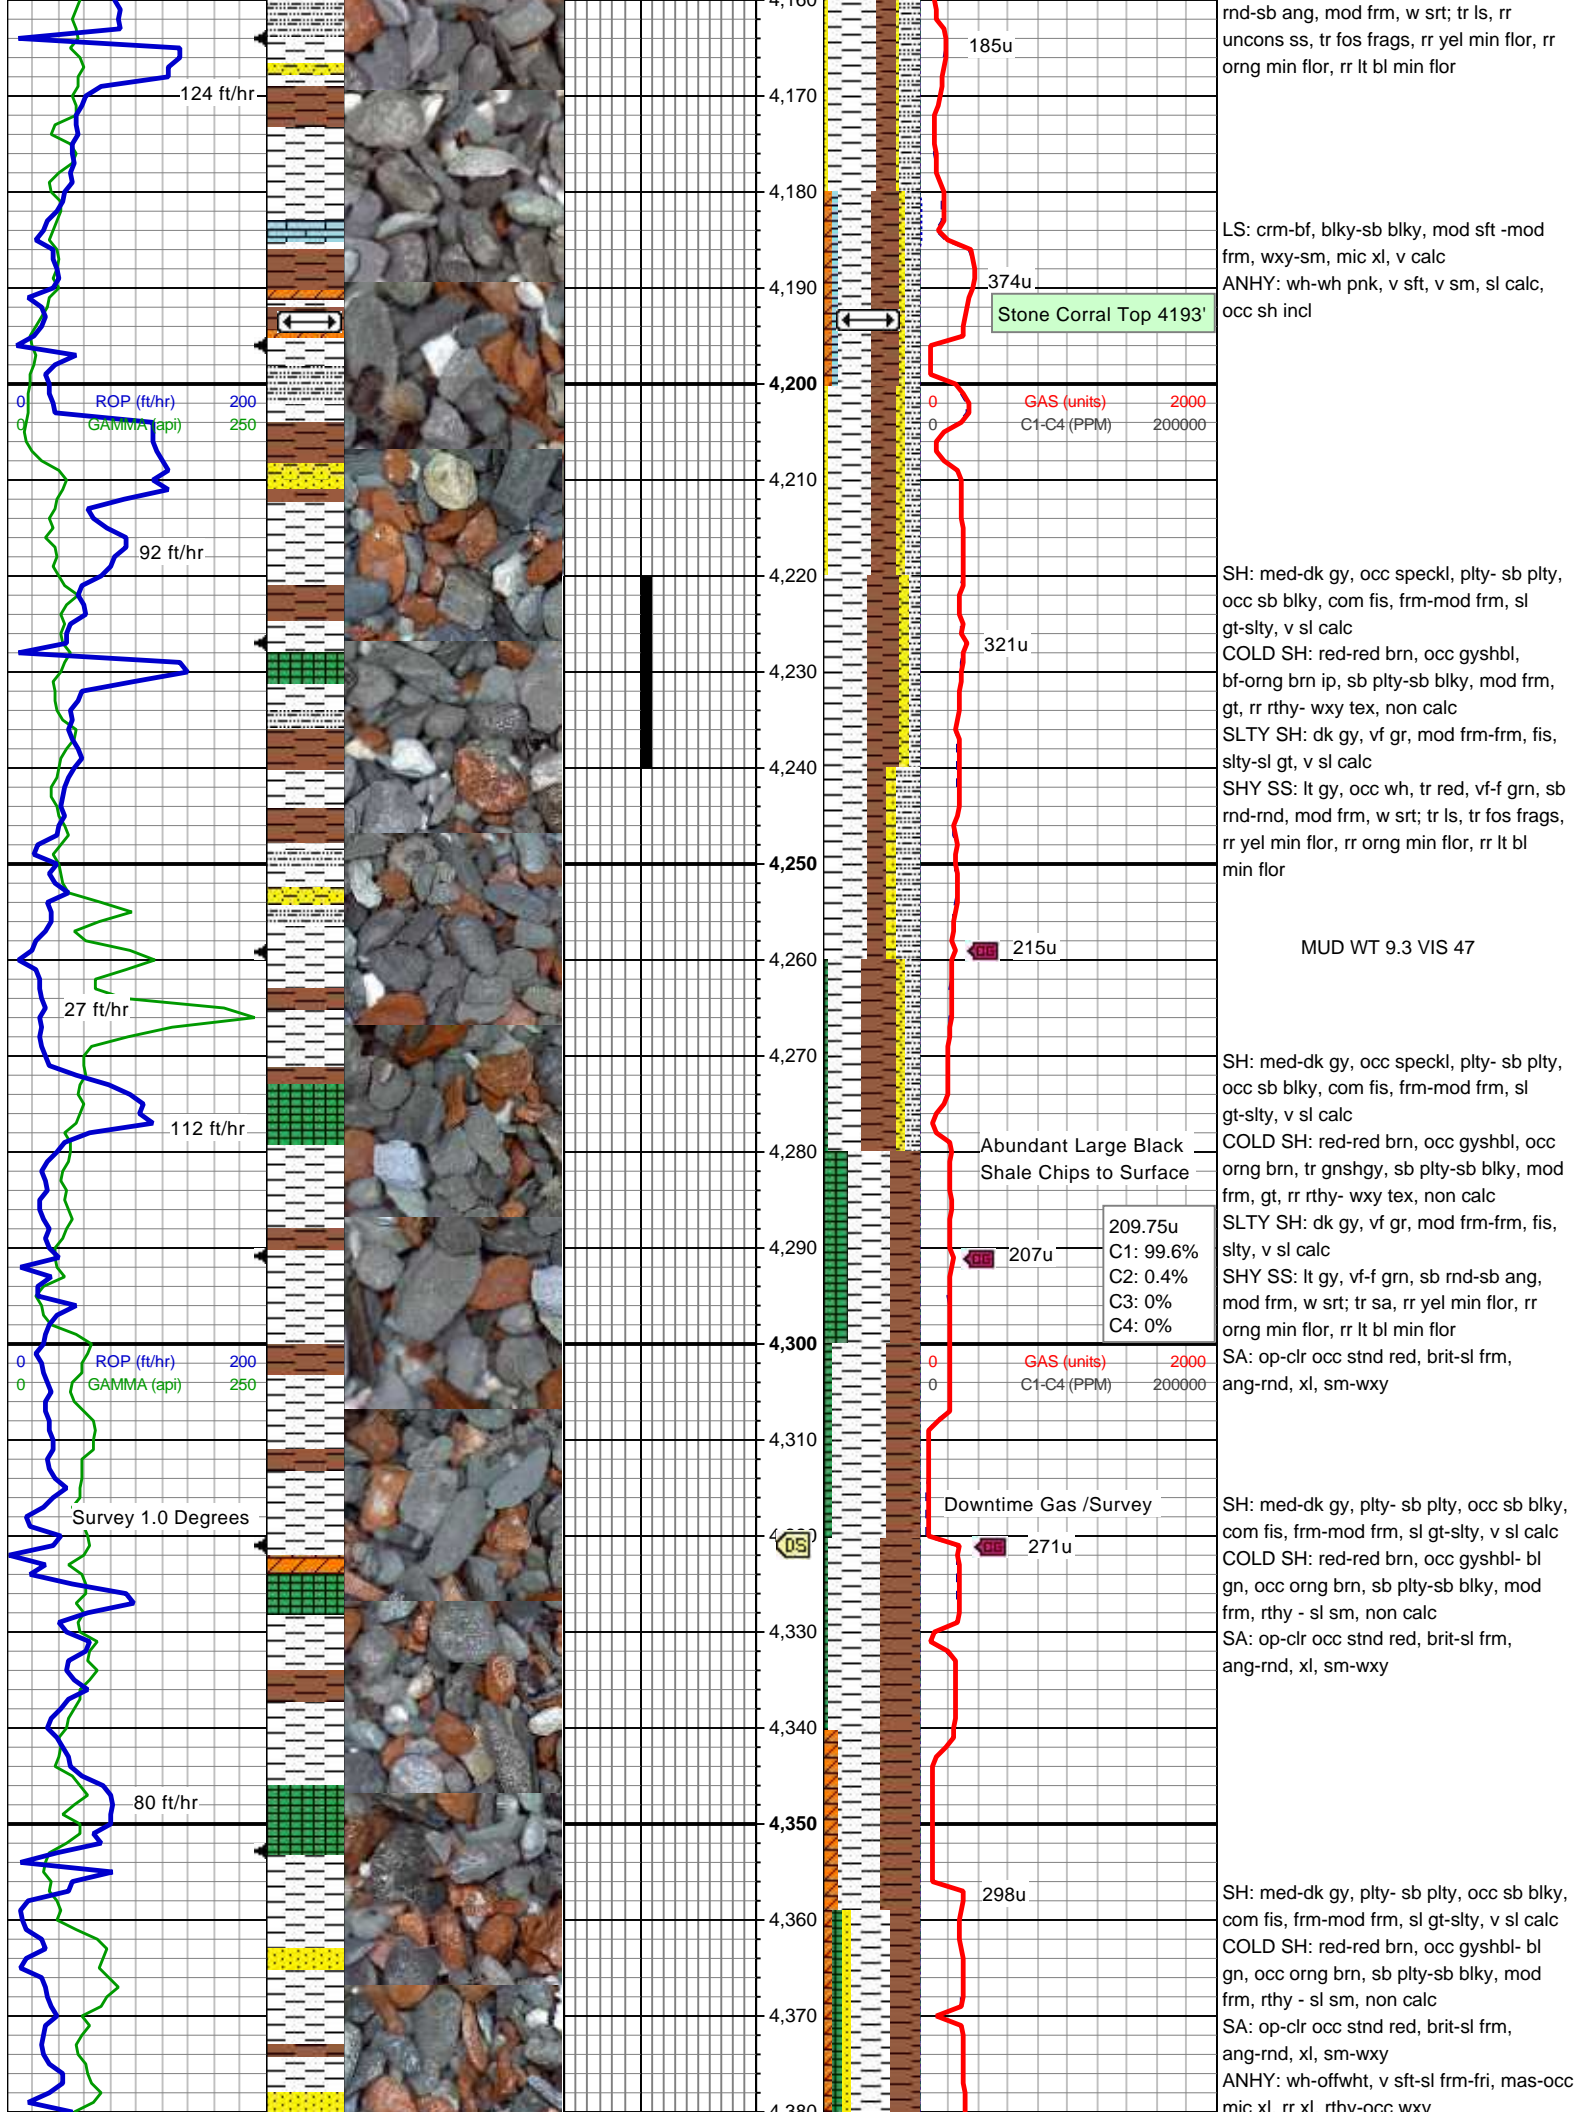 4,160
rnd-sb ang, mod frm, w srt; tr ls, rr
uncons ss, tr fos frags, rr yel min flor, rr
orng min flor, rr lt bl min flor
185u
124 ft/hr
4,170
4,180
LS: crm-bf, blky-sb blky, mod sft -mod
frm, wxy-sm, mic xl, v calc
ANHY: wh-wh pnk, v sft, v sm, sl calc,
occ sh incl
374u
4,190
Stone Corral Top 4193'
4,200
0 ROP (ft/hr) 200
0 GAMMA (api) 250
0 GAS (units) 2000
0 C1-C4 (PPM) 200000
4,210
92 ft/hr
4,220
SH: med-dk gy, occ speckl, plty- sb plty,
occ sb blky, com fis, frm-mod frm, sl
gt-slty, v sl calc
COLD SH: red-red brn, occ gyshbl,
bf-orng brn ip, sb plty-sb blky, mod frm,
gt, rr rthy- wxy tex, non calc
SLTY SH: dk gy, vf gr, mod frm-frm, fis,
slty-sl gt, v sl calc
SHY SS: lt gy, occ wh, tr red, vf-f grn, sb
rnd-rnd, mod frm, w srt; tr ls, tr fos frags,
rr yel min flor, rr orng min flor, rr lt bl
min flor
321u
4,230
4,240
4,250
OG 215u
MUD WT 9.3 VIS 47
4,260
27 ft/hr
4,270
SH: med-dk gy, occ speckl, plty- sb plty,
occ sb blky, com fis, frm-mod frm, sl
gt-slty, v sl calc
COLD SH: red-red brn, occ gyshbl, occ
orng brn, tr gnshgy, sb plty-sb blky, mod
frm, gt, rr rthy- wxy tex, non calc
SLTY SH: dk gy, vf gr, mod frm-frm, fis,
slty, v sl calc
SHY SS: lt gy, vf-f grn, sb rnd-sb ang,
mod frm, w srt; tr sa, rr yel min flor, rr
orng min flor, rr lt bl min flor
SA: op-clr occ stnd red, brit-sl frm,
ang-rnd, xl, sm-wxy
112 ft/hr
4,280
Abundant Large Black
Shale Chips to Surface
209.75u
C1: 99.6%
C2: 0.4%
C3: 0%
C4: 0%
4,290
OG 207u
4,300
0 ROP (ft/hr) 200
0 GAMMA (api) 250
0 GAS (units) 2000
0 C1-C4 (PPM) 200000
4,310
Survey 1.0 Degrees
Downtime Gas /Survey
DS
OG 271u
SH: med-dk gy, plty- sb plty, occ sb blky,
com fis, frm-mod frm, sl gt-slty, v sl calc
COLD SH: red-red brn, occ gyshbl- bl
gn, occ orng brn, sb plty-sb blky, mod
frm, rthy - sl sm, non calc
SA: op-clr occ stnd red, brit-sl frm,
ang-rnd, xl, sm-wxy
4,330
4,340
80 ft/hr
4,350
298u
4,360
SH: med-dk gy, plty- sb plty, occ sb blky,
com fis, frm-mod frm, sl gt-slty, v sl calc
COLD SH: red-red brn, occ gyshbl- bl
gn, occ orng brn, sb plty-sb blky, mod
frm, rthy - sl sm, non calc
SA: op-clr occ stnd red, brit-sl frm,
ang-rnd, xl, sm-wxy
ANHY: wh-offwht, v sft-sl frm-fri, mas-occ
mic xl, rr xl, rthy-occ wxy
4,370
4,380